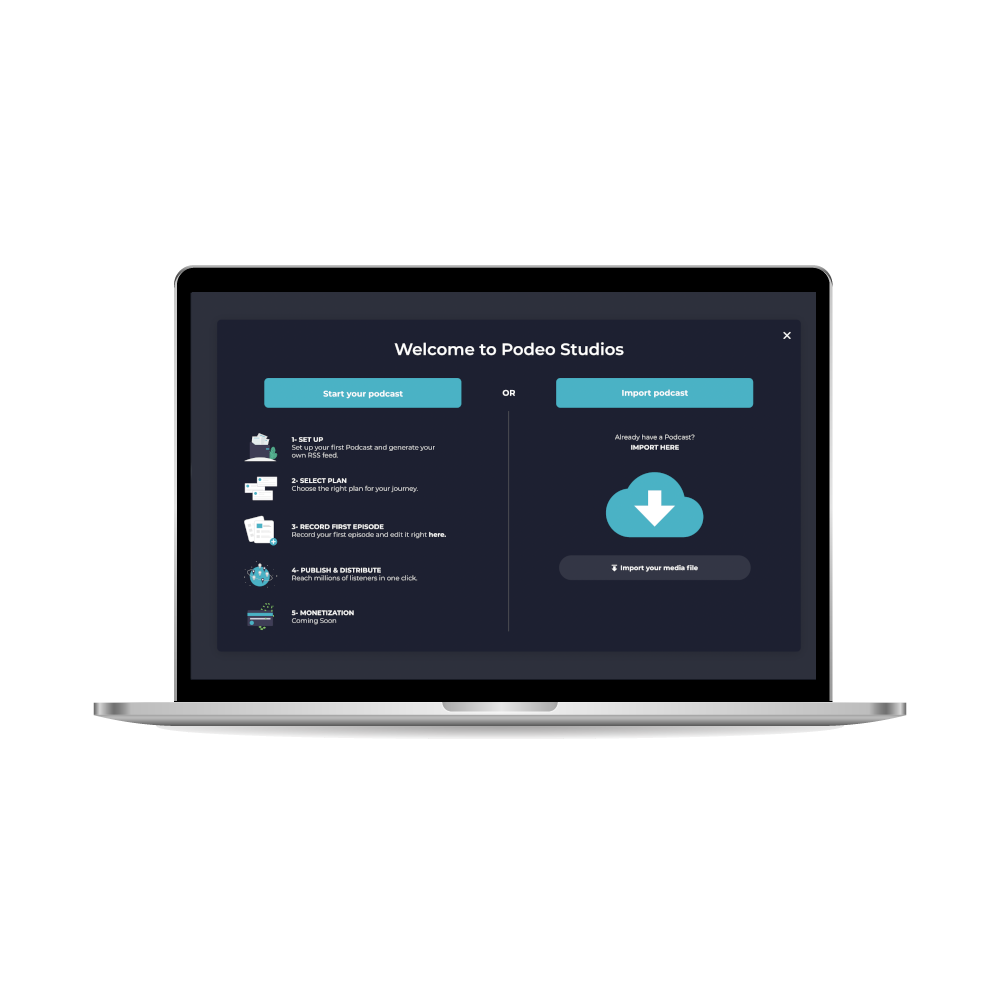 Welcome to Podeo Studios
Start your podcast
OR
Import podcast
1- SET UP
Set up your first Podcast and generate your
own RSS feed.
2- SELECT PLAN
Choose the right plan for your journey.
3- RECORD FIRST EPISODE
Record your first episode and edit it right here.
4- PUBLISH & DISTRIBUTE
Reach millions of listeners in one click.
5- MONETIZATION
Coming Soon
Already have a Podcast?
IMPORT HERE
Import your media file